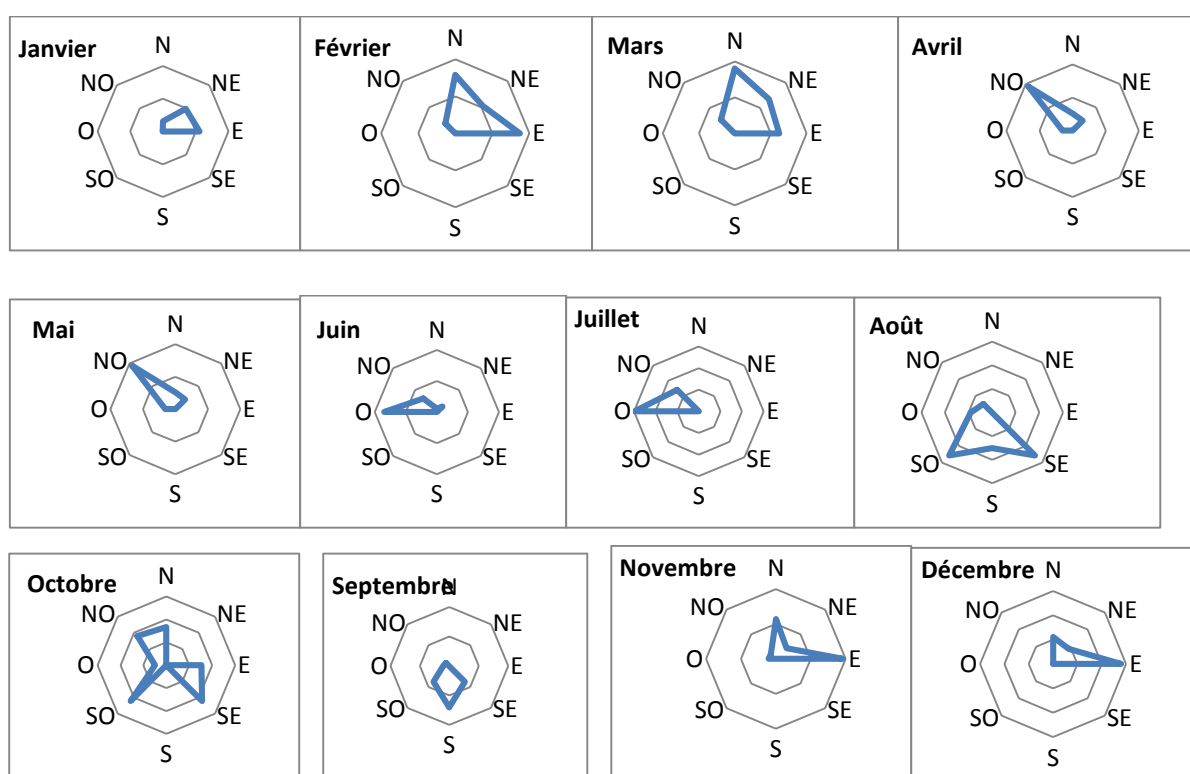 Janvier
N
NO
NE
O
E
SO
SE
S
Février
N
NO
NE
O
E
SO
SE
S
Mars
N
NO
NE
O
E
SO
SE
S
Avril
N
NO
NE
O
E
SO
SE
S
Mai
N
NO
NE
O
E
SO
SE
S
Juin
N
NO
NE
O
E
SO
SE
S
Juillet
N
NO
NE
O
E
SO
SE
S
Août
N
NO
NE
O
E
SO
SE
S
Octobre
N
NO
NE
O
E
SO
SE
S
Septembre
N
NO
NE
O
E
SO
SE
S
Novembre
N
NO
NE
O
E
SO
SE
S
Décembre
N
NO
NE
O
E
SO
SE
S